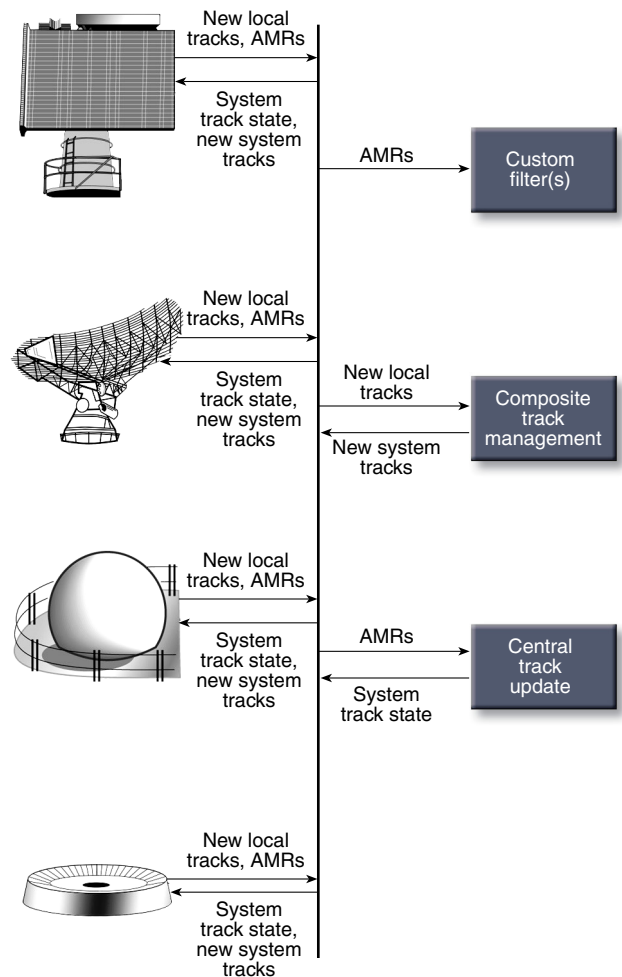 New local
tracks, AMRs
System
track state,
new system
tracks
AMRs
Custom
filter(s)
New local
tracks, AMRs
System
track state,
new system
tracks
New local
tracks
New system
tracks
Composite
track
management
New local
tracks, AMRs
System
track state,
new system
tracks
AMRs
System
track state
Central
track
update
New local
tracks, AMRs
System
track state,
new system
tracks